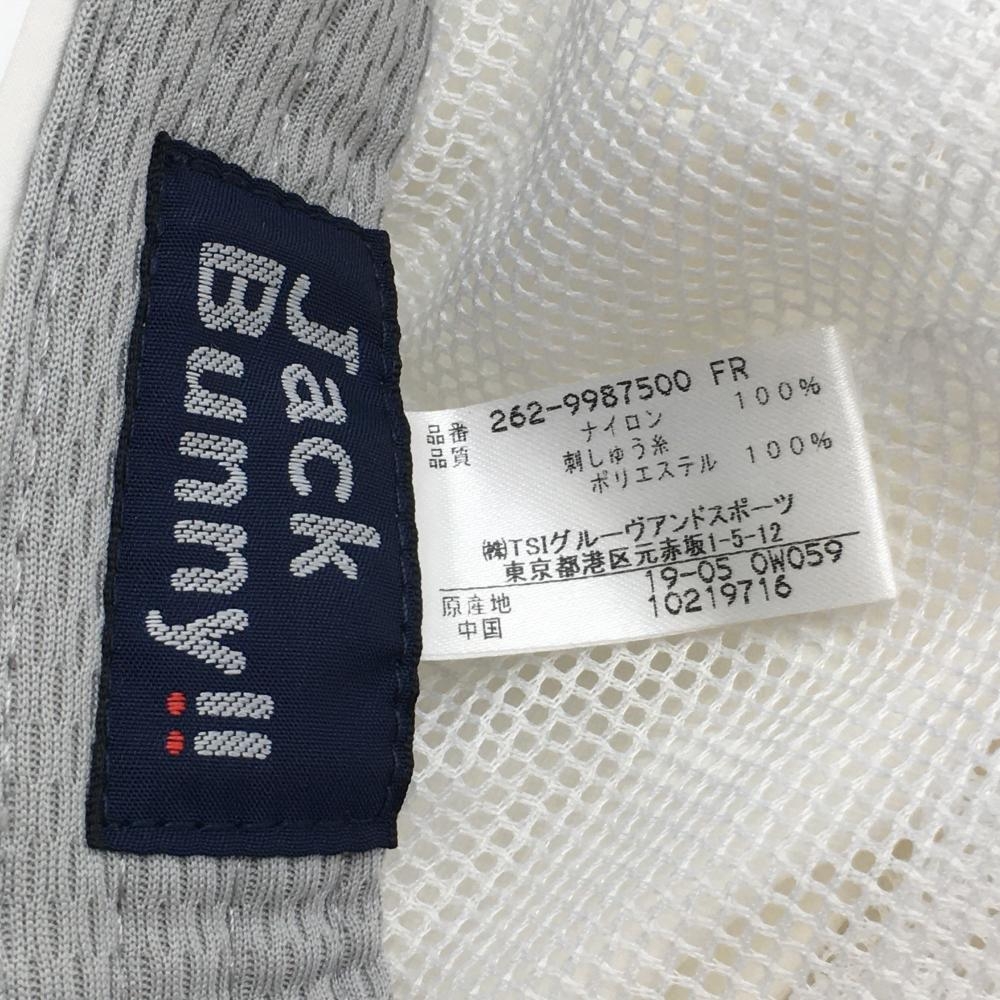 Jack
Bunny!!
品番 262-9987500 FR
品質 ナイロン 100%
刺しゅう糸
ポリエステル 100%
㈱TSIグルーヴアンドスポーツ
東京都港区元赤坂1-5-12
原産地 19-05 0W059
中国 10219716